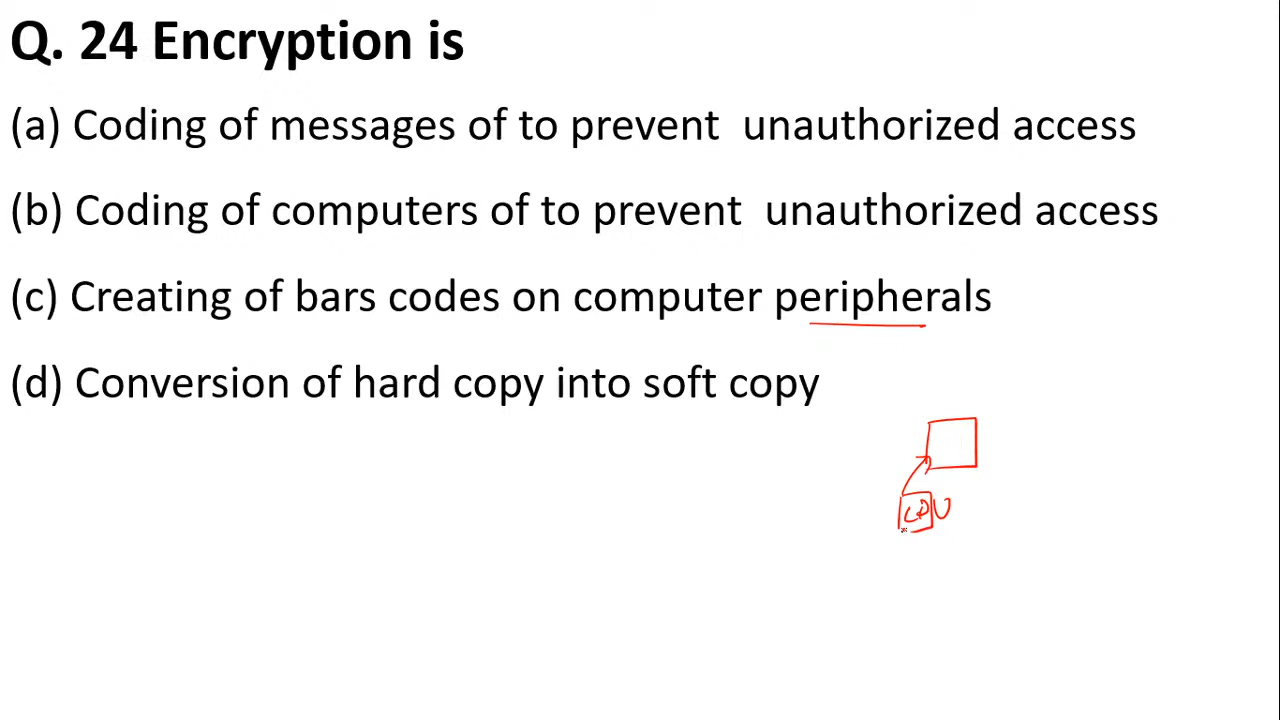 Q. 24 Encryption is
(a) Coding of messages of to prevent unauthorized access
(b) Coding of computers of to prevent unauthorized access
(c) Creating of bars codes on computer peripherals
(d) Conversion of hard copy into soft copy
CPU